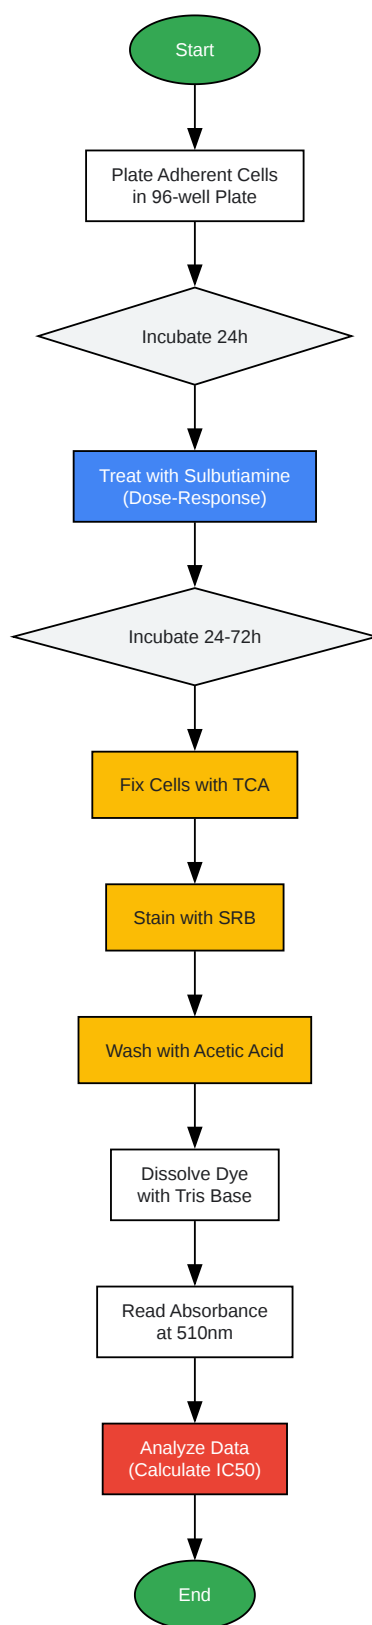 Start
Plate Adherent Cells
in 96-well Plate
Incubate 24h
Treat with Sulbutiamine
(Dose-Response)
Incubate 24-72h
Fix Cells with TCA
Stain with SRB
Wash with Acetic Acid
Dissolve Dye
with Tris Base
Read Absorbance
at 510nm
Analyze Data
(Calculate IC50)
End